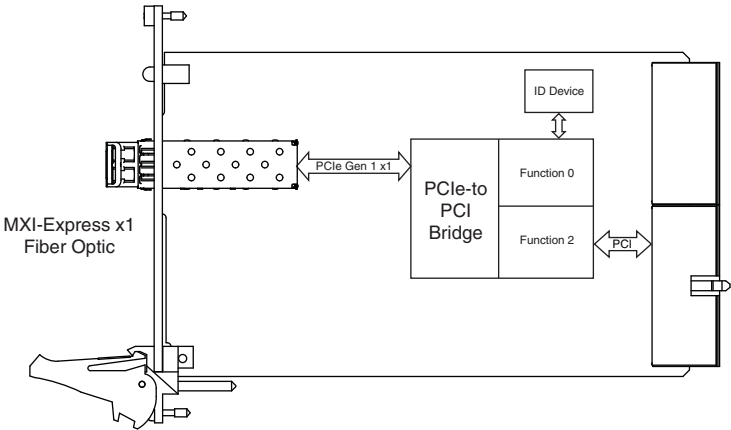 ID Device
PCIe Gen 1 x1
PCIe-to
PCI
Bridge
Function 0
Function 2
PCI
MXI-Express x1
Fiber Optic